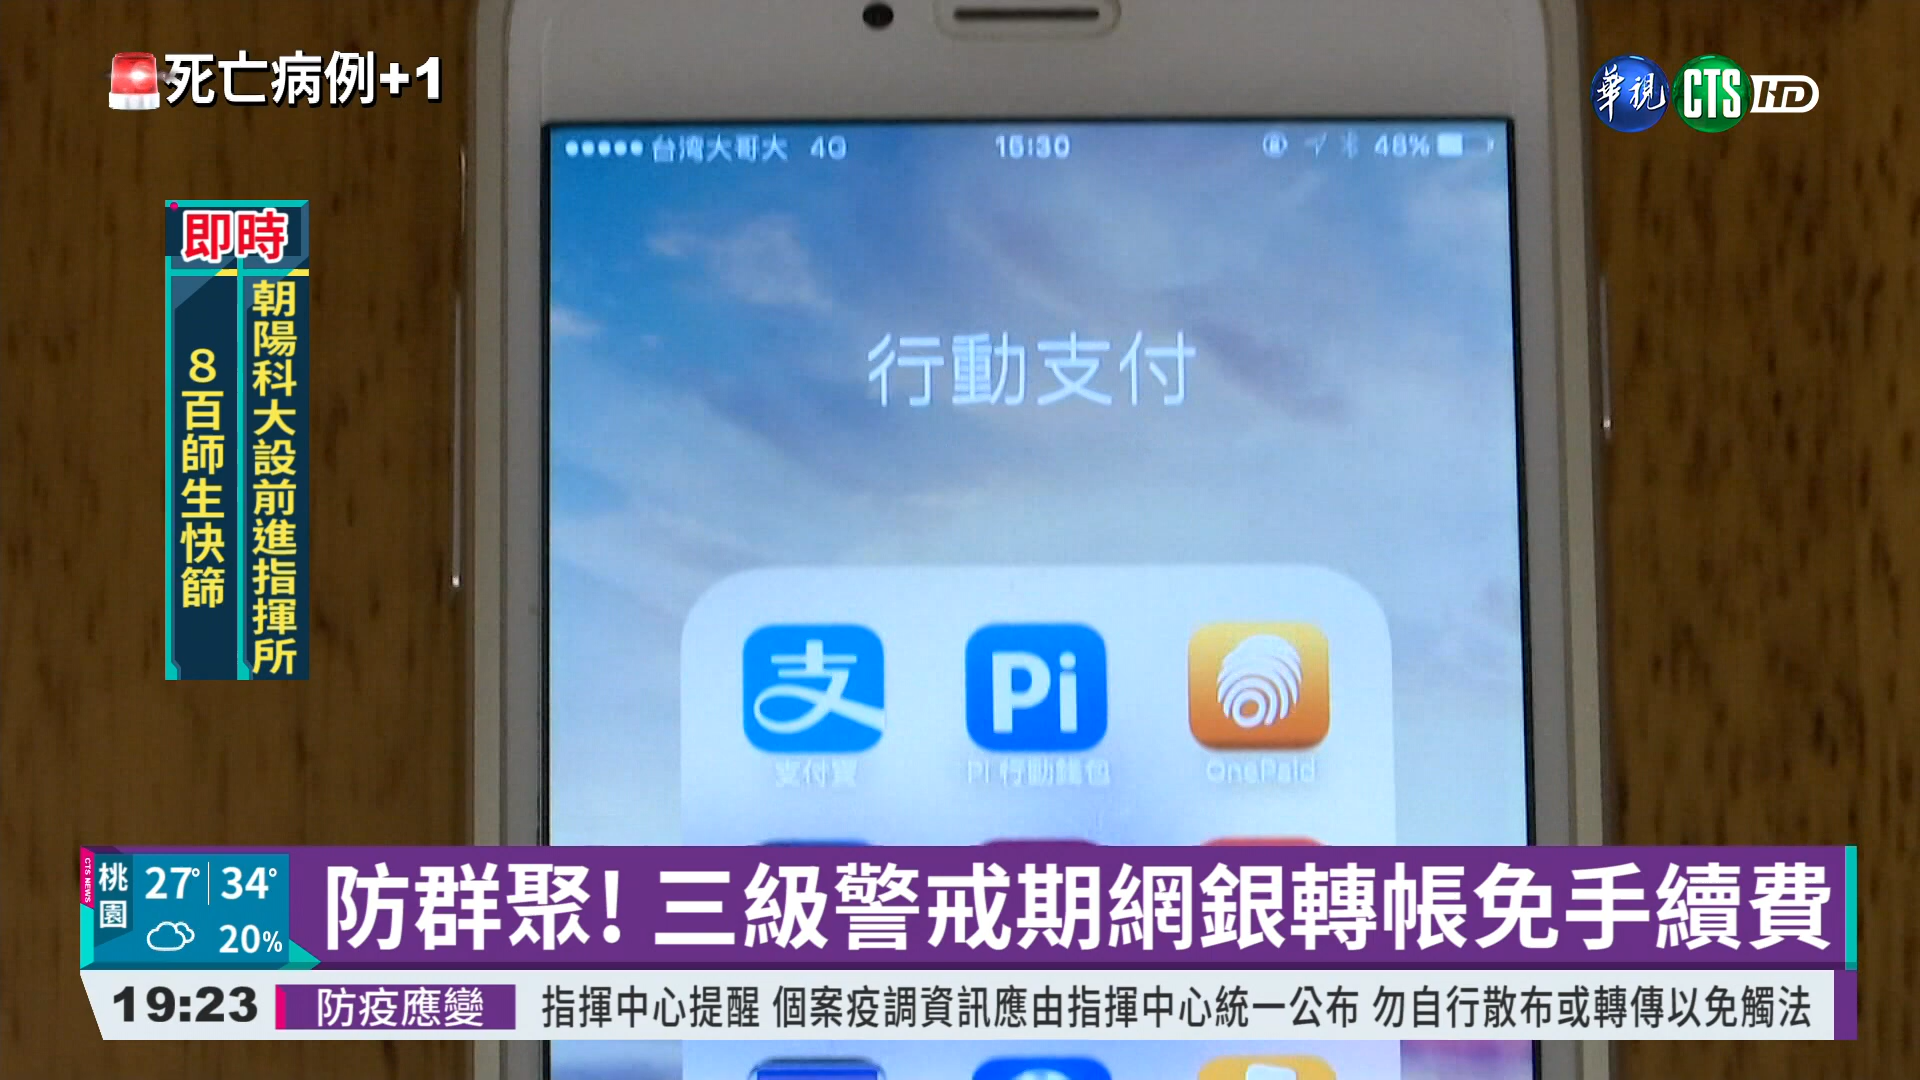 死亡病例+1
華視 CTS HD
台灣大哥大 4G 15:30 48%
即時
朝陽科大設前進指揮所
8百師生快篩
行動支付
支
Pi
支付寶
Pi 行動錢包
OnePaid
CTS NEWS
桃園
27° 34°
20%
防群聚! 三級警戒期網銀轉帳免手續費
19:23
防疫應變
指揮中心提醒 個案疫調資訊應由指揮中心統一公布 勿自行散布或轉傳以免觸法